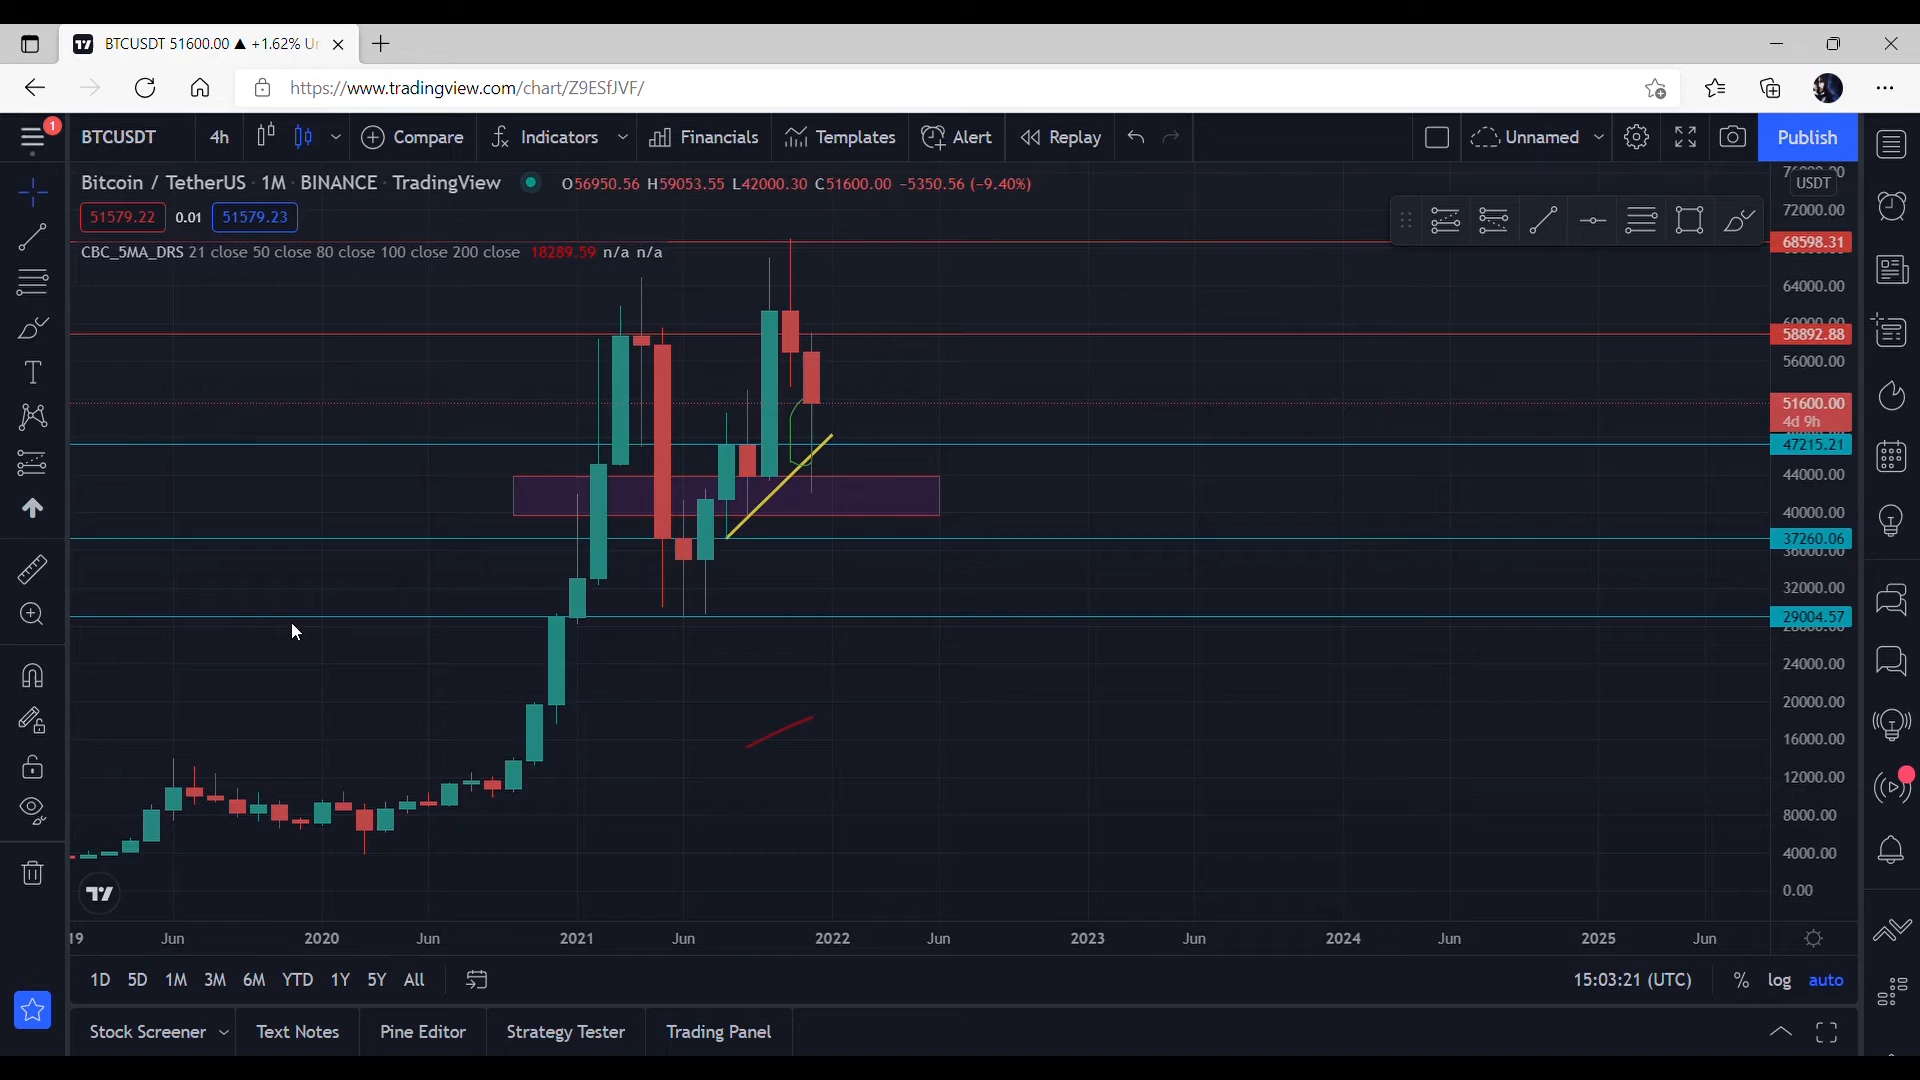 BTCUSDT 51600.00 ▲ +1.62% Ur
https://www.tradingview.com/chart/Z9ESfJVF/
1
BTCUSDT 4h Compare Indicators Financials Templates Alert Replay Unnamed Publish
Bitcoin / TetherUS · 1M · BINANCE · TradingView O56950.56 H59053.55 L42000.30 C51600.00 −5350.56 (−9.40%)
USDT
51579.22 0.01 51579.23
CBC_5MA_DRS 21 close 50 close 80 close 100 close 200 close 18289.59 n/a n/a
72000.00
68598.31
64000.00
60000.00
58892.88
56000.00
51600.00
4d 9h
47215.21
44000.00
40000.00
37260.06
36000.00
32000.00
29004.57
24000.00
20000.00
16000.00
12000.00
8000.00
4000.00
0.00
19 Jun 2020 Jun 2021 Jun 2022 Jun 2023 Jun 2024 Jun 2025 Jun
1D 5D 1M 3M 6M YTD 1Y 5Y All 15:03:21 (UTC) % log auto
Stock Screener Text Notes Pine Editor Strategy Tester Trading Panel